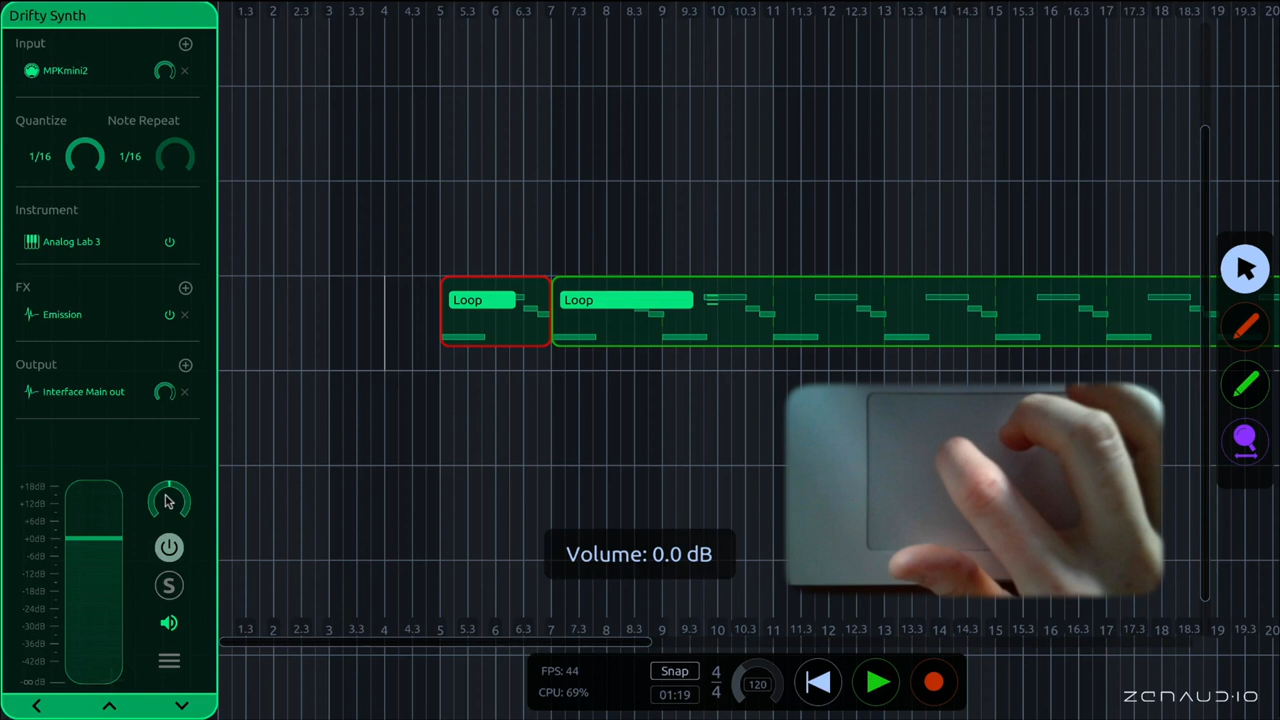 Drifty Synth
Input
MPKmini2
Quantize Note Repeat
1/16 1/16
Instrument
Analog Lab 3
FX
Emission
Output
Interface Main out
+18dB
+12dB
+6dB
+0dB
-6dB
-12dB
-18dB
-24dB
-30dB
-36dB
-42dB
-∞dB
S
1.3 2 2.3 3 3.3 4 4.3 5 5.3 6 6.3 7 7.3 8 8.3 9 9.3 10 10.3 11 11.3 12 12.3 13 13.3 14 14.3 15 15.3 16 16.3 17 17.3 18 18.3 19 19.3 20
Loop Loop
Volume: 0.0 dB
1.3 2 2.3 3 3.3 4 4.3 5 5.3 6 6.3 7 7.3 8 8.3 9 9.3 10 10.3 11 11.3 12 12.3 13 13.3 14 14.3 15 15.3 16 16.3 17 17.3 18 18.3 19 19.3 20
FPS: 44
CPU: 69%
Snap
01:19
4
4
120
ZENAUDIO